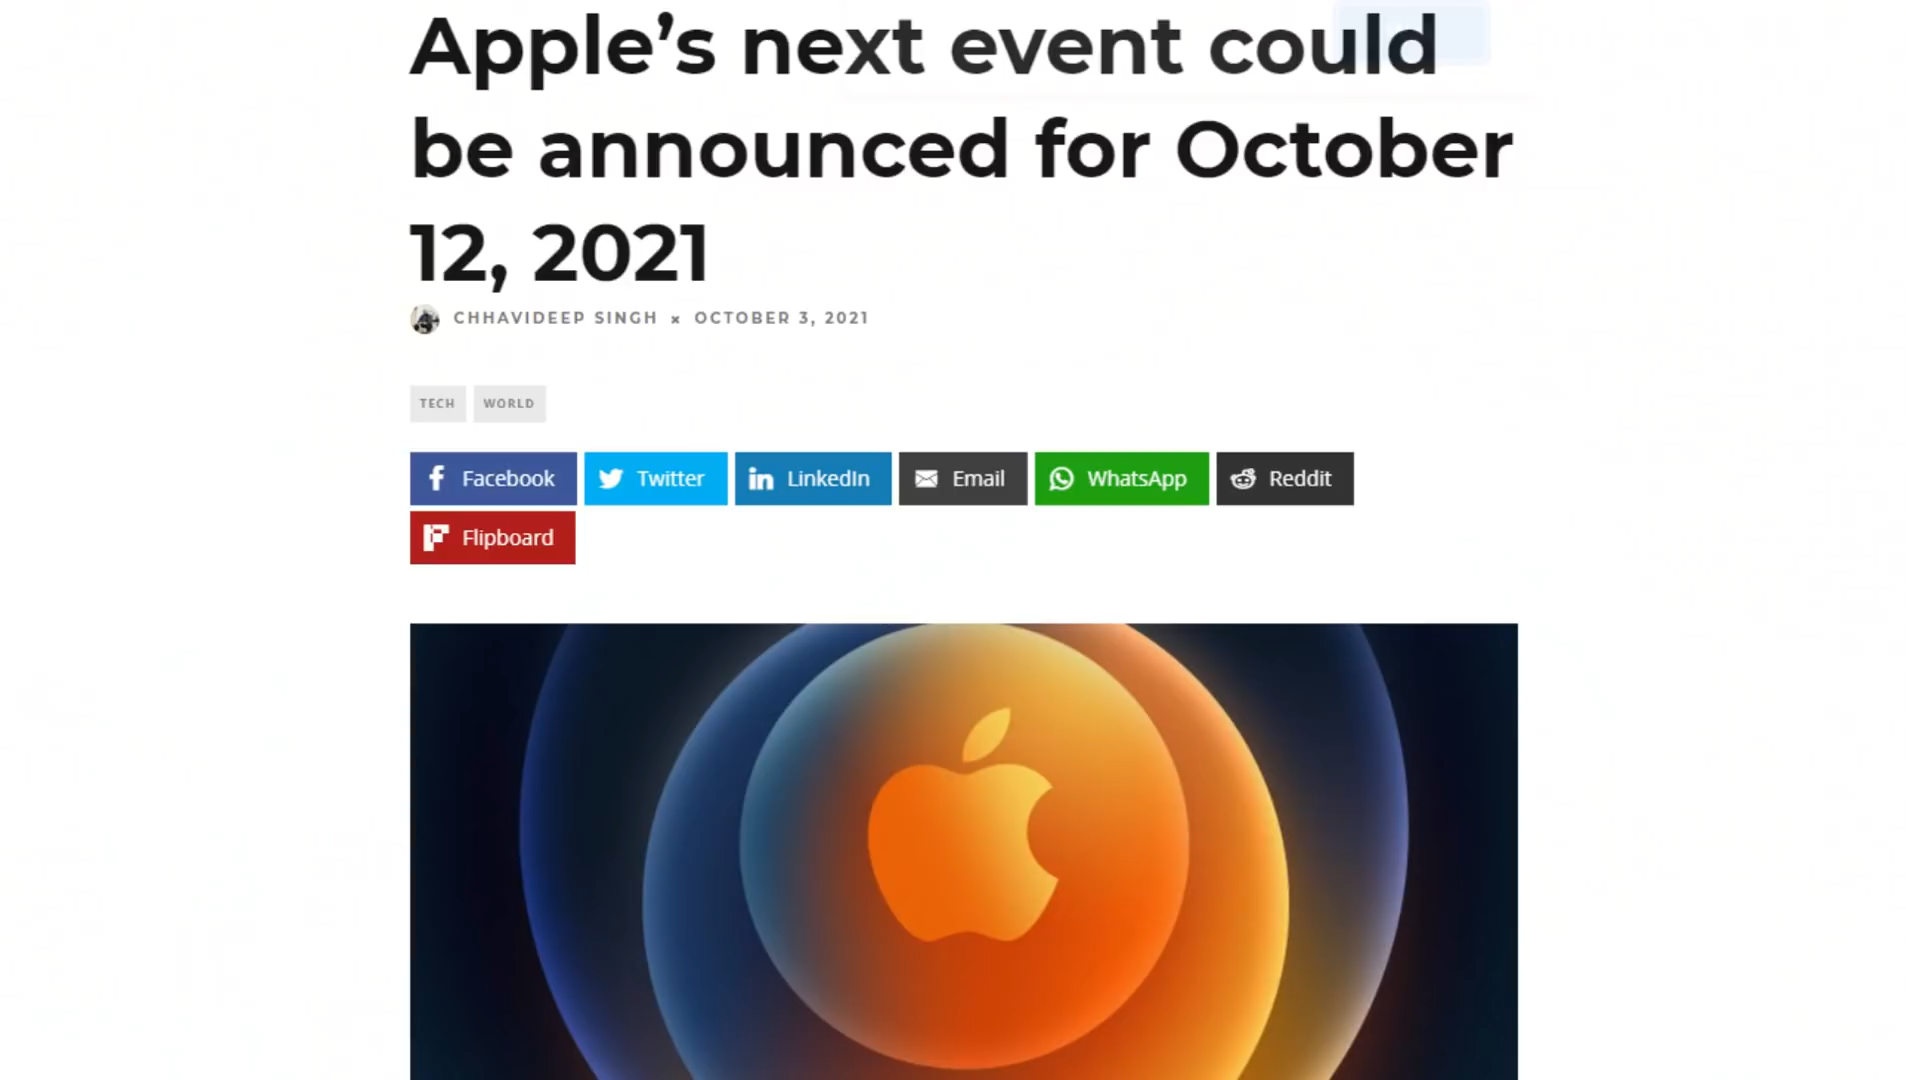 Apple’s next event could
be announced for October
12, 2021
CHHAVIDEEP SINGH × OCTOBER 3, 2021
TECH WORLD
Facebook Twitter LinkedIn Email WhatsApp Reddit
Flipboard